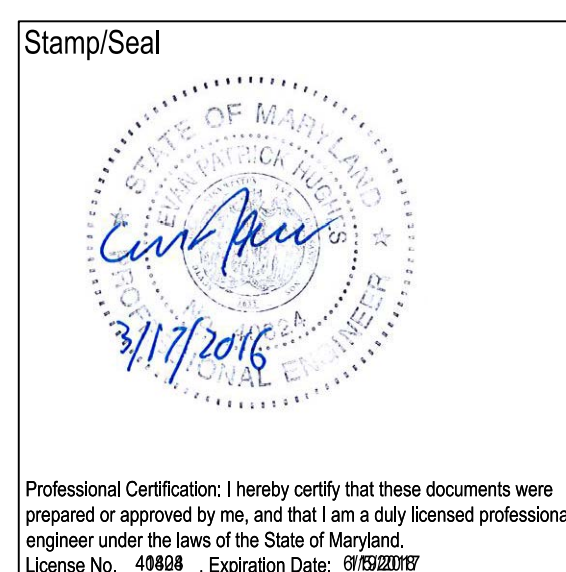 Stamp/Seal
STATE OF MARYLAND
EVAN PATRICK HUGHES
PROFESSIONAL ENGINEER
3/17/2016
Professional Certification: I hereby certify that these documents were
prepared or approved by me, and that I am a duly licensed professiona
engineer under the laws of the State of Maryland.
License No. , Expiration Date: